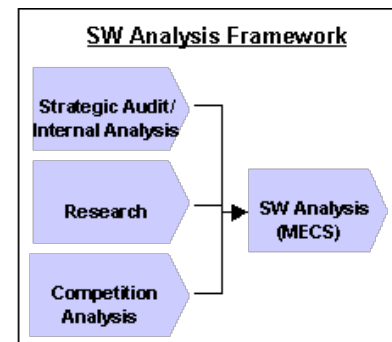 SW Analysis Framework
Strategic Audit/
Internal Analysis
Research
SW Analysis
(MECS)
Competition
Analysis